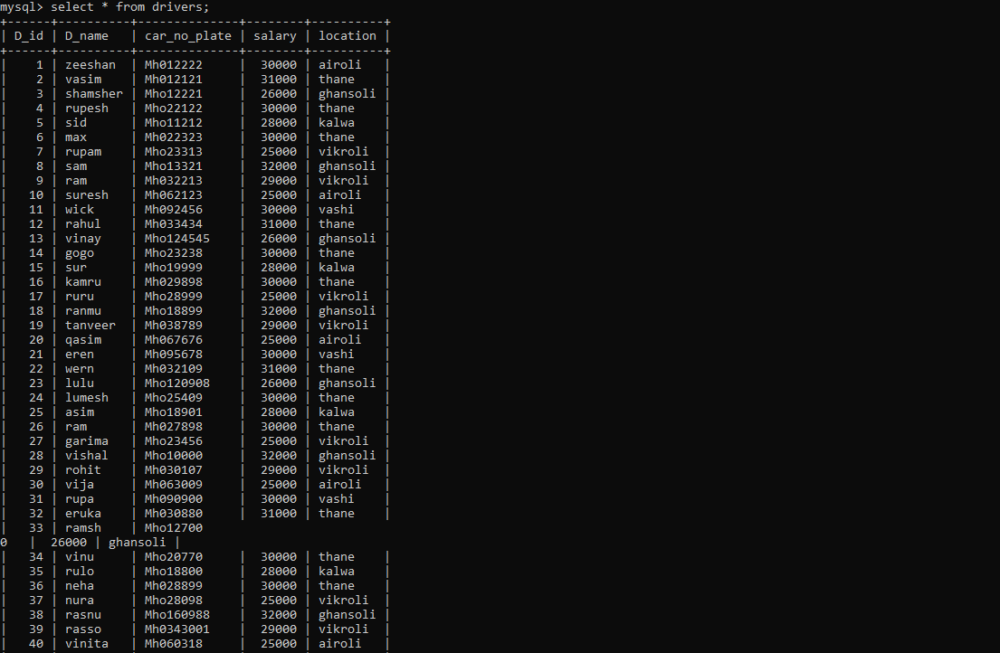 mysql> select * from drivers;
+------+----------+--------------+--------+----------+
| D_id | D_name   | car_no_plate | salary | location |
+------+----------+--------------+--------+----------+
|    1 | zeeshan  | Mh012222     |  30000 | airoli   |
|    2 | vasim    | Mh012121     |  31000 | thane    |
|    3 | shamsher | Mho12221     |  26000 | ghansoli |
|    4 | rupesh   | Mho22122     |  30000 | thane    |
|    5 | sid      | Mho11212     |  28000 | kalwa    |
|    6 | max      | Mh022323     |  30000 | thane    |
|    7 | rupam    | Mho23313     |  25000 | vikroli  |
|    8 | sam      | Mho13321     |  32000 | ghansoli |
|    9 | ram      | Mh032213     |  29000 | vikroli  |
|   10 | suresh   | Mh062123     |  25000 | airoli   |
|   11 | wick     | Mh092456     |  30000 | vashi    |
|   12 | rahul    | Mh033434     |  31000 | thane    |
|   13 | vinay    | Mho124545    |  26000 | ghansoli |
|   14 | gogo     | Mho23238     |  30000 | thane    |
|   15 | sur      | Mho19999     |  28000 | kalwa    |
|   16 | kamru    | Mh029898     |  30000 | thane    |
|   17 | ruru     | Mho28999     |  25000 | vikroli  |
|   18 | ranmu    | Mho18899     |  32000 | ghansoli |
|   19 | tanveer  | Mh038789     |  29000 | vikroli  |
|   20 | qasim    | Mh067676     |  25000 | airoli   |
|   21 | eren     | Mh095678     |  30000 | vashi    |
|   22 | wern     | Mh032109     |  31000 | thane    |
|   23 | lulu     | Mho120908    |  26000 | ghansoli |
|   24 | lumesh   | Mho25409     |  30000 | thane    |
|   25 | asim     | Mho18901     |  28000 | kalwa    |
|   26 | ram      | Mh027898     |  30000 | thane    |
|   27 | garima   | Mho23456     |  25000 | vikroli  |
|   28 | vishal   | Mho10000     |  32000 | ghansoli |
|   29 | rohit    | Mh030107     |  29000 | vikroli  |
|   30 | vija     | Mh063009     |  25000 | airoli   |
|   31 | rupa     | Mh090900     |  30000 | vashi    |
|   32 | eruka    | Mh030880     |  31000 | thane    |
|   33 | ramsh    | Mho12700
0   |  26000 | ghansoli |
|   34 | vinu     | Mho20770     |  30000 | thane    |
|   35 | rulo     | Mho18800     |  28000 | kalwa    |
|   36 | neha     | Mh028899     |  30000 | thane    |
|   37 | nura     | Mho28098     |  25000 | vikroli  |
|   38 | rasnu    | Mho160988    |  32000 | ghansoli |
|   39 | rasso    | Mho0343001   |  29000 | vikroli  |
|   40 | vinita   | Mh060318     |  25000 | airoli   |